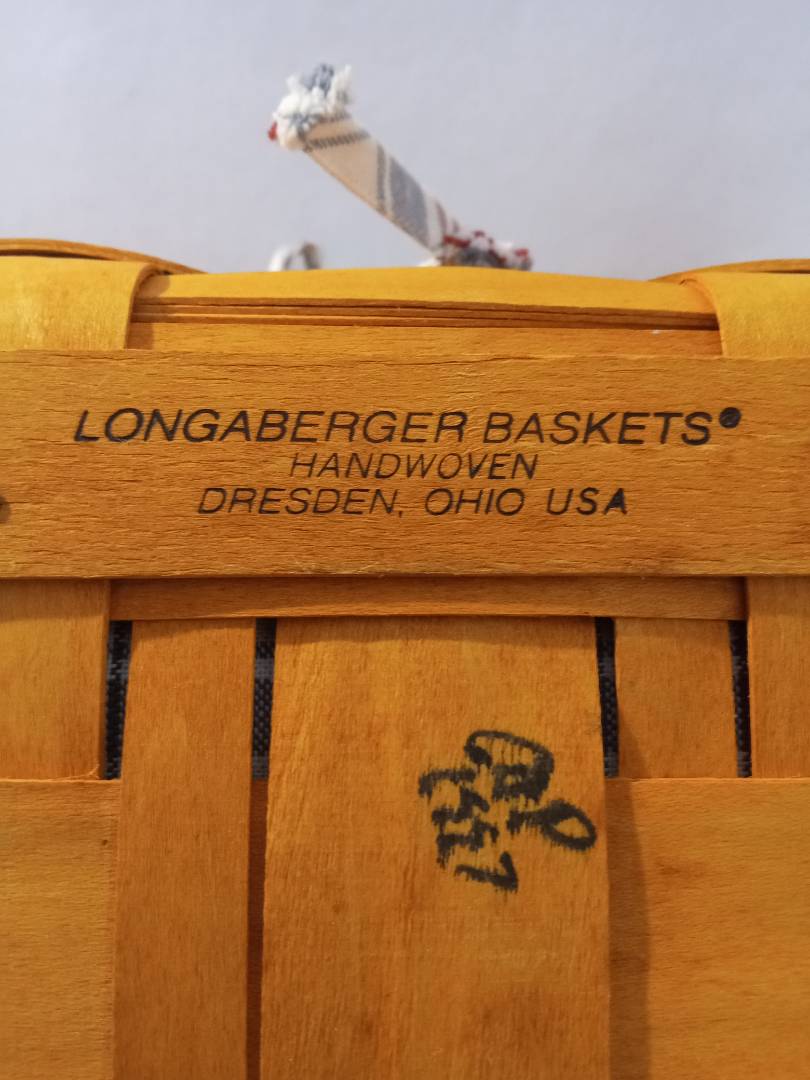 LONGABERGER BASKETS®
HANDWOVEN
DRESDEN, OHIO USA